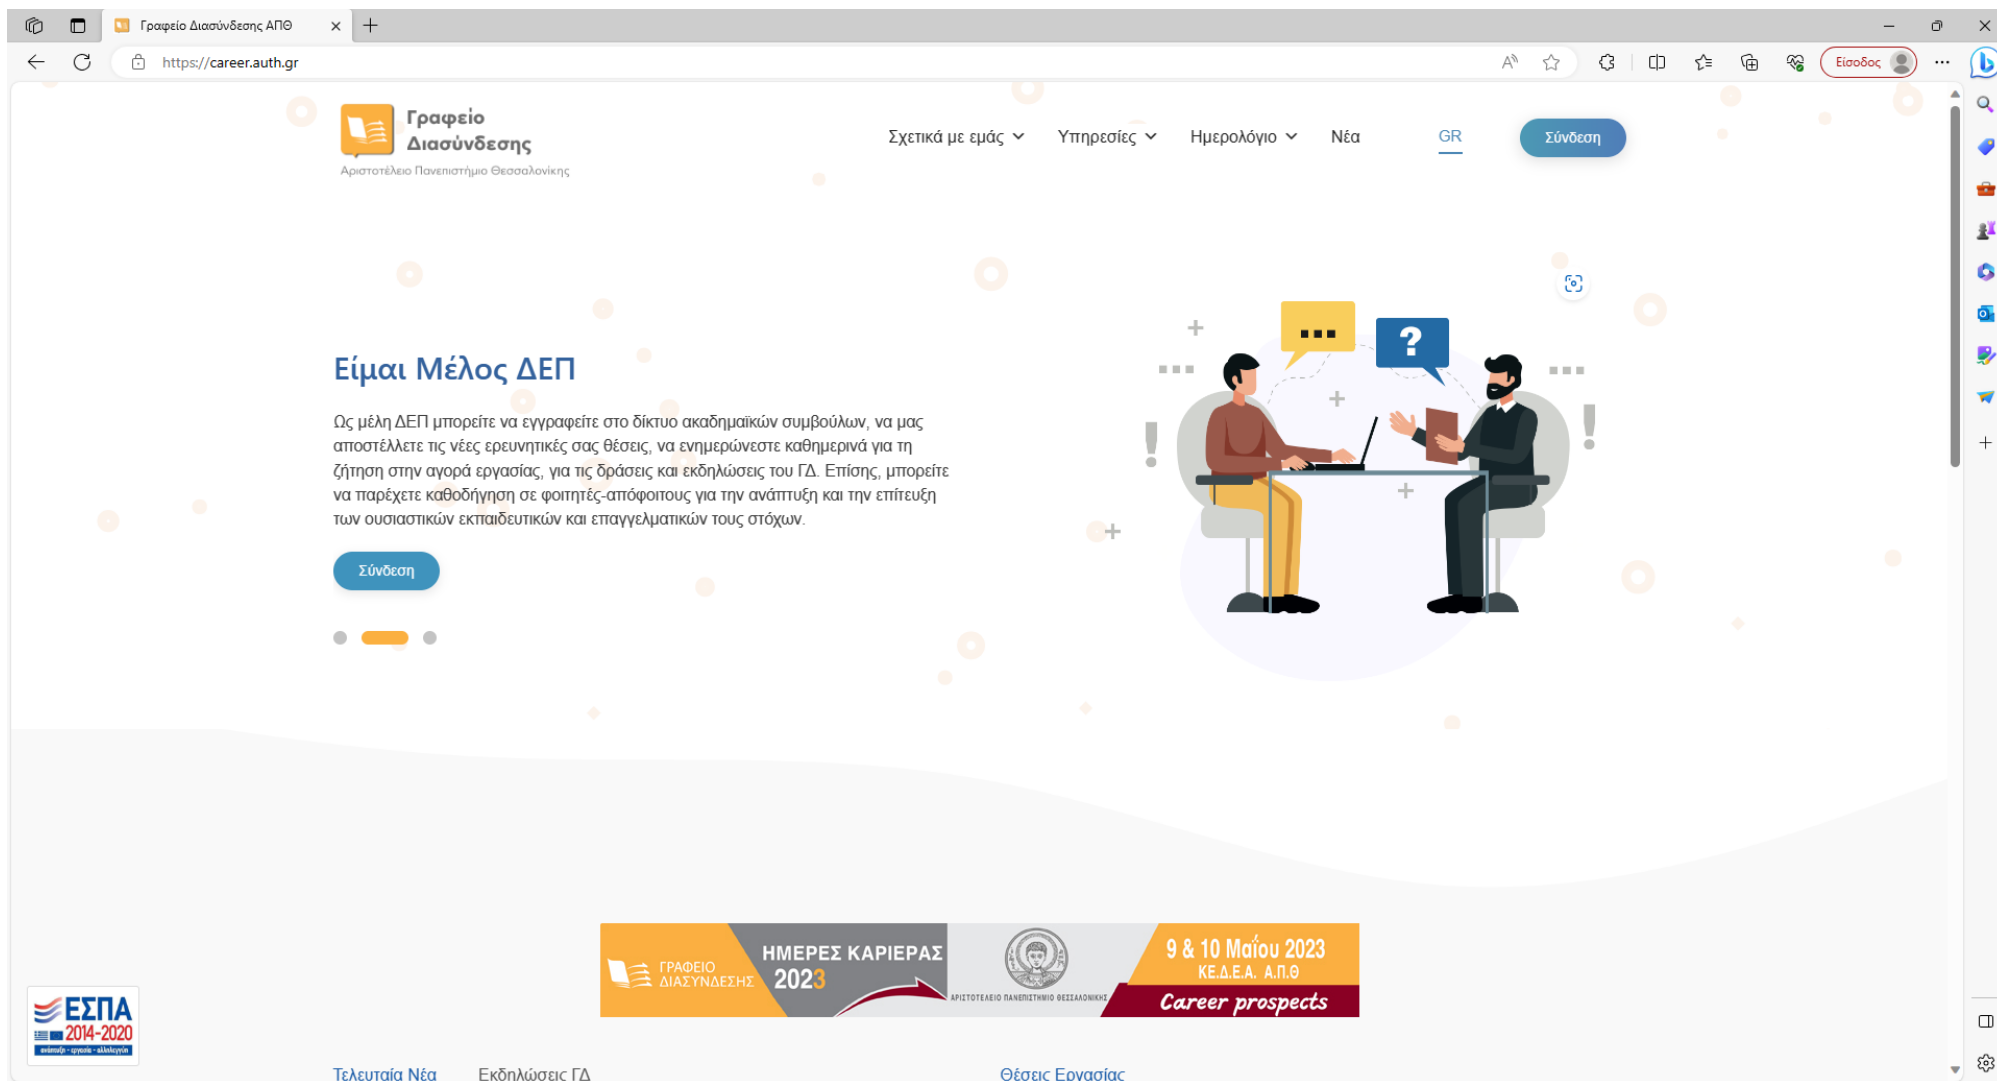 Γραφείο Διασύνδεσης ΑΠΘ
https://career.auth.gr
Είσοδος
Γραφείο
Διασύνδεσης
Αριστοτέλειο Πανεπιστήμιο Θεσσαλονίκης
Σχετικά με εμάς
Υπηρεσίες
Ημερολόγιο
Νέα
GR
Σύνδεση
...
?
Είμαι Μέλος ΔΕΠ
Ως μέλη ΔΕΠ μπορείτε να εγγραφείτε στο δίκτυο ακαδημαϊκών συμβούλων, να μας
αποστέλλετε τις νέες ερευνητικές σας θέσεις, να ενημερώνεστε καθημερινά για τη
ζήτηση στην αγορά εργασίας, για τις δράσεις και εκδηλώσεις του ΓΔ. Επίσης, μπορείτε
να παρέχετε καθοδήγηση σε φοιτητές-απόφοιτους για την ανάπτυξη και την επίτευξη
των ουσιαστικών εκπαιδευτικών και επαγγελματικών τους στόχων.
Σύνδεση
ΓΡΑΦΕΙΟ
ΔΙΑΣΥΝΔΕΣΗΣ
ΗΜΕΡΕΣ ΚΑΡΙΕΡΑΣ
2023
ΑΡΙΣΤΟΤΕΛΕΙΟ ΠΑΝΕΠΙΣΤΗΜΙΟ ΘΕΣΣΑΛΟΝΙΚΗΣ
9 & 10 Μαΐου 2023
ΚΕ.Δ.Ε.Α. Α.Π.Θ
Career prospects
ΕΣΠΑ
2014-2020
ανάπτυξη - εργασία - αλληλεγγύη
Τελευταία Νέα
Εκδηλώσεις ΓΔ
Θέσεις Εργασίας